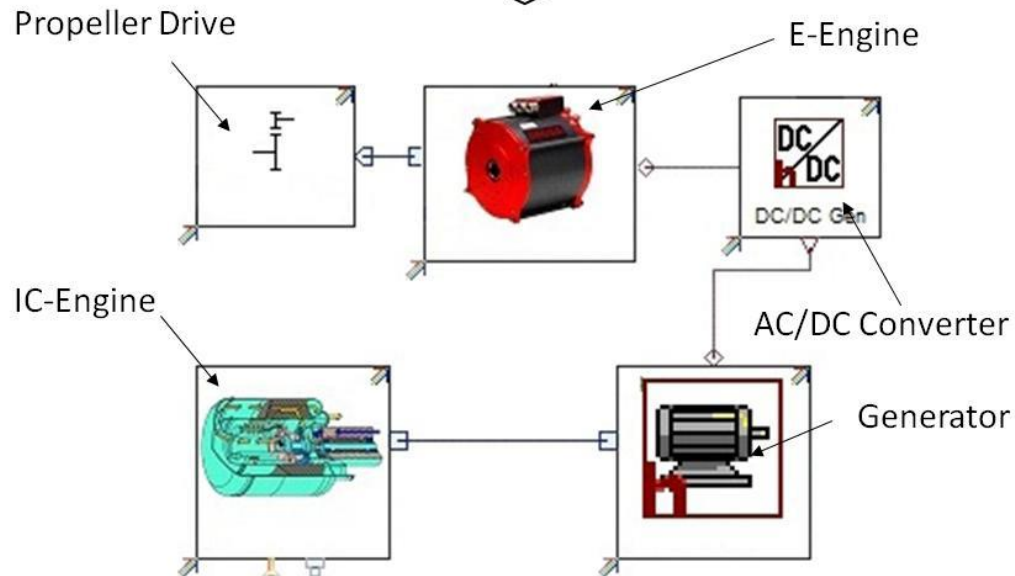 Propeller Drive
E-Engine
DC
DC
DC/DC Gen
IC-Engine
AC/DC Converter
Generator